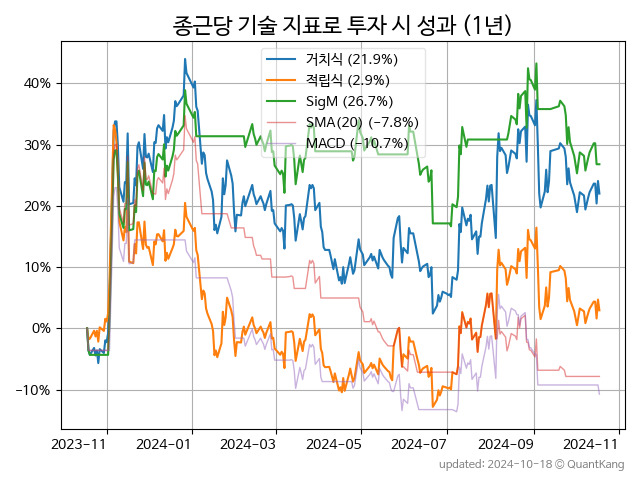 종근당 기술 지표로 투자 시 성과 (1년)
거치식 (21.9%)
적립식 (2.9%)
SigM (26.7%)
SMA(20) (−7.8%)
MACD (−10.7%)
40%
30%
20%
10%
0%
−10%
2023-11 2024-01 2024-03 2024-05 2024-07 2024-09 2024-11
updated: 2024-10-18 © QuantKang